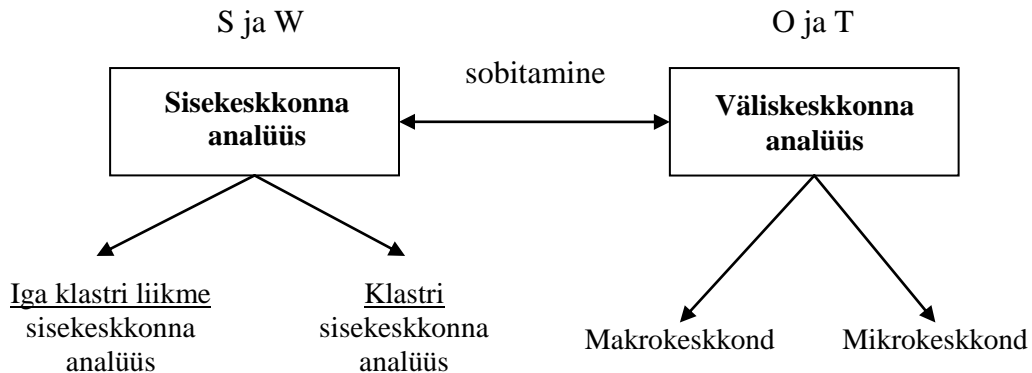 S ja W
O ja T
sobitamine
Sisekeskkonna
analüüs
Väliskeskkonna
analüüs
Iga klastri liikme
sisekeskkonna
analüüs
Klastri
sisekeskkonna
analüüs
Makrokeskkond
Mikrokeskkond